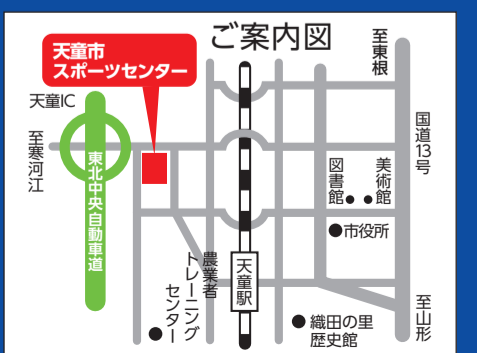 ご案内図
天童市
スポーツセンター
至東根
天童IC
至寒河江
東北中央自動車道
国道13号
図書館
美術館
市役所
農業者
トレーニング
センター
天童駅
織田の里
歴史館
至山形